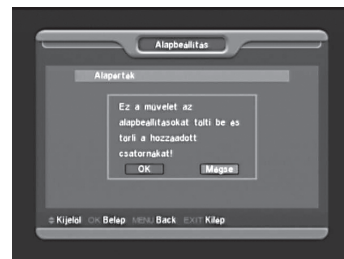 Alapbeallitas
Alapertek
Ez a muvelet az
alapbeallitasokat tolti be es
torli a hozzaadott
csatornakat!
OK Megse
Kijelol OK Belep MENU Back EXIT Kilep